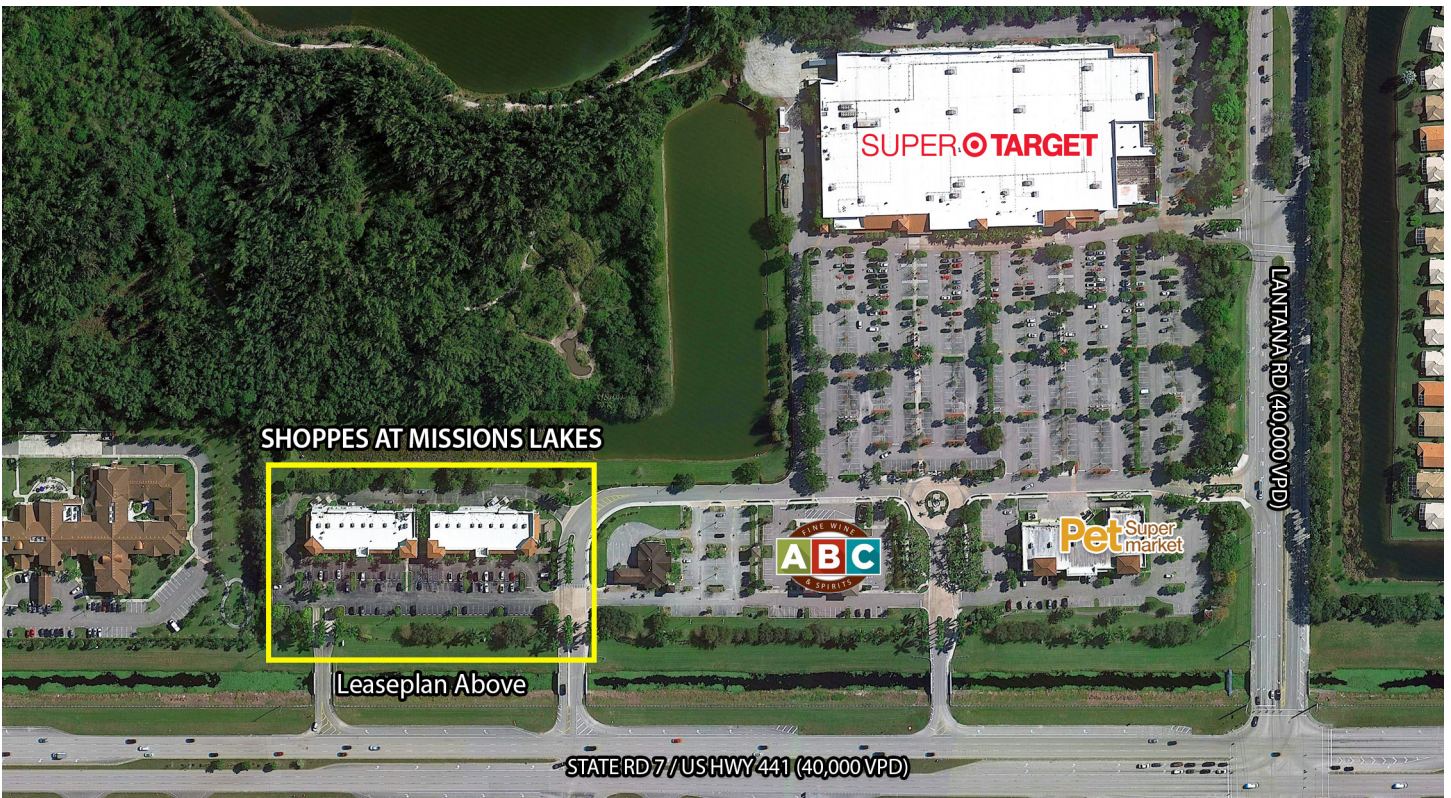 SUPER TARGET
LANTANA RD (40,000 VPD)
SHOPPES AT MISSIONS LAKES
FINE WINE
ABC
& SPIRITS
Pet Super
market
Leaseplan Above
STATE RD 7 / US HWY 441 (40,000 VPD)